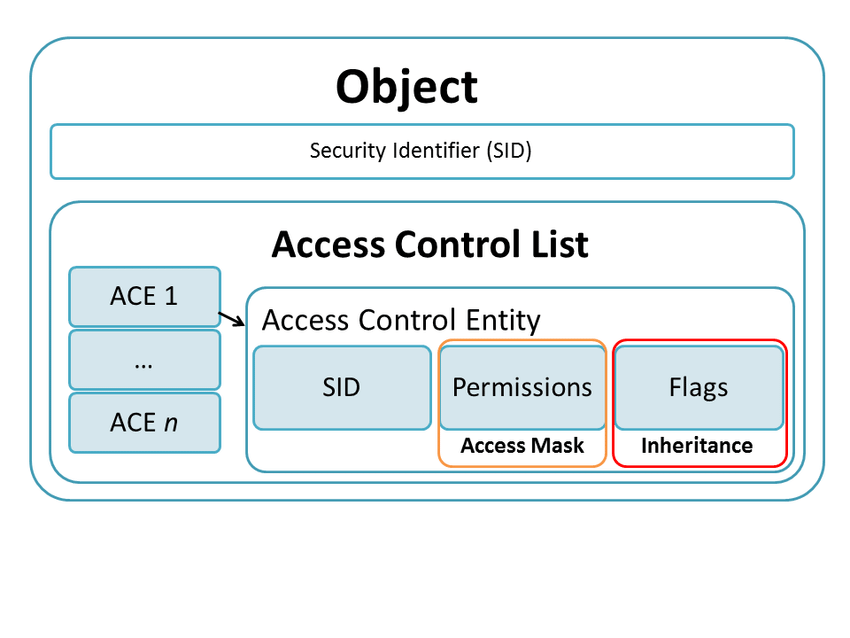 Object
Security Identifier (SID)
Access Control List
ACE 1
...
ACE n
Access Control Entity
SID
Permissions
Flags
Access Mask
Inheritance